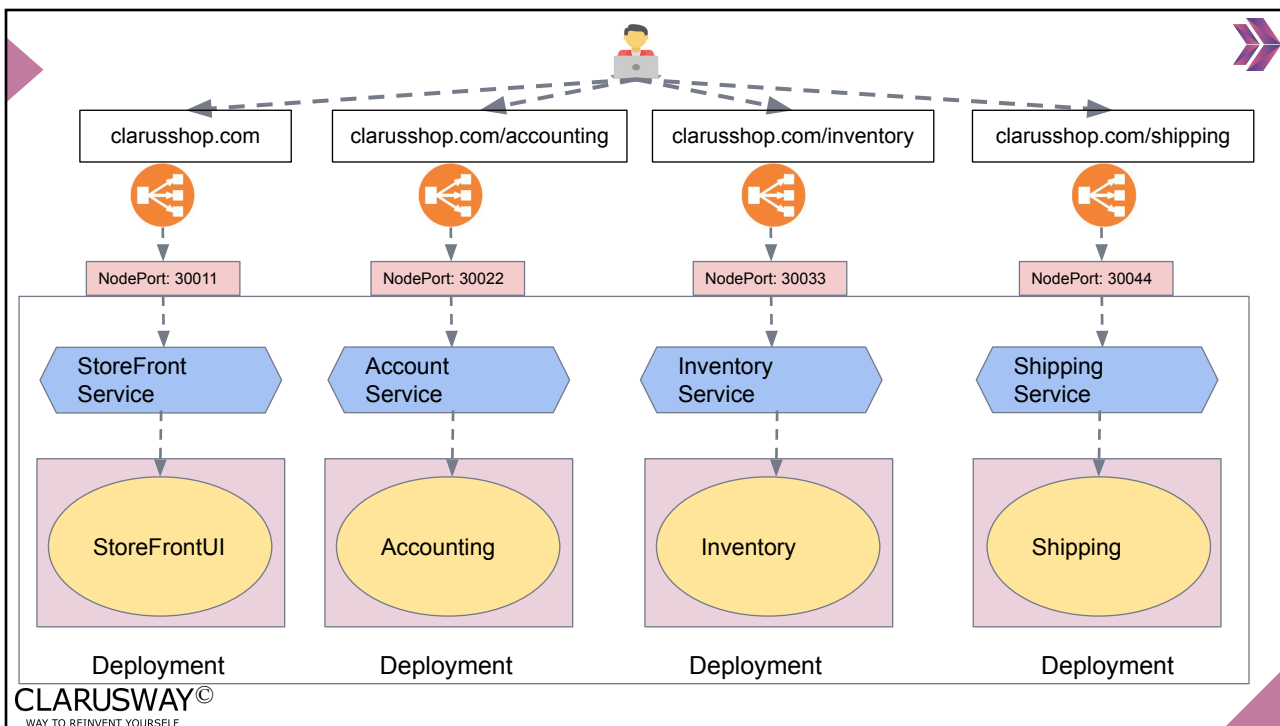 clarusshop.com
clarusshop.com/accounting
clarusshop.com/inventory
clarusshop.com/shipping
NodePort: 30011
NodePort: 30022
NodePort: 30033
NodePort: 30044
StoreFront
Service
Account
Service
Inventory
Service
Shipping
Service
StoreFrontUI
Accounting
Inventory
Shipping
Deployment
Deployment
Deployment
Deployment
CLARUSWAY©
WAY TO REINVENT YOURSELF